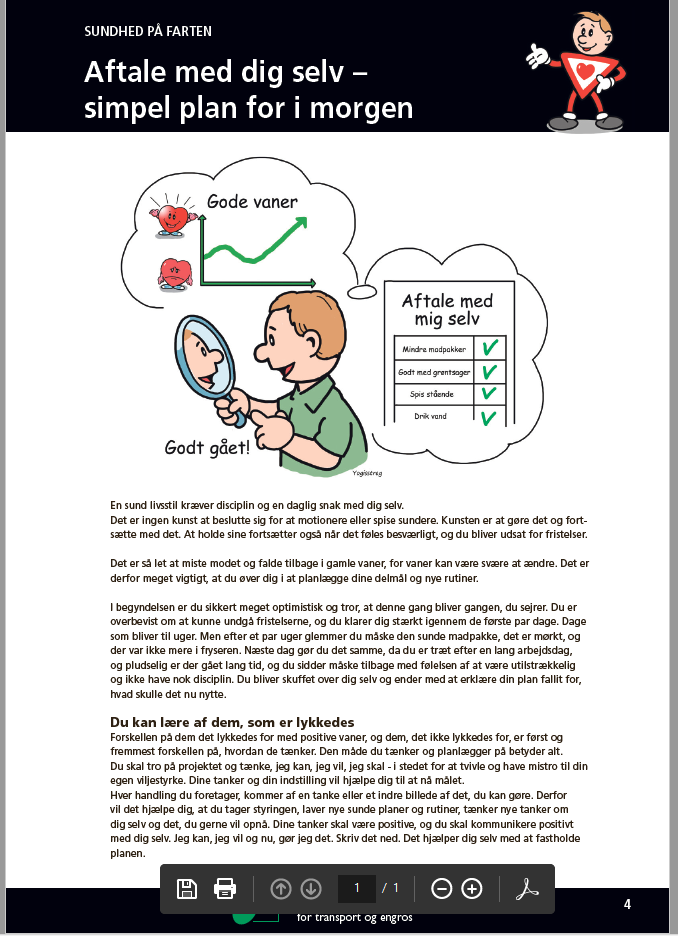 SUNDHED PÅ FARTEN
Aftale med dig selv –
simpel plan for i morgen
Gode vaner
Aftale med
mig selv
Mindre madpakker
Godt med grøntsager
Spis stående
Drik vand
Godt gået!
Yogisstreg
En sund livsstil kræver disciplin og en daglig snak med dig selv.
Det er ingen kunst at beslutte sig for at motionere eller spise sundere. Kunsten er at gøre det og fort-
sætte med det. At holde sine fortsætter også når det føles besværligt, og du bliver udsat for fristelser.
Det er så let at miste modet og falde tilbage i gamle vaner, for vaner kan være svære at ændre. Det er
derfor meget vigtigt, at du øver dig i at planlægge dine delmål og nye rutiner.
I begyndelsen er du sikkert meget optimistisk og tror, at denne gang bliver gangen, du sejrer. Du er
overbevist om at kunne undgå fristelserne, og du klarer dig stærkt igennem de første par dage. Dage
som bliver til uger. Men efter et par uger glemmer du måske den sunde madpakke, det er mørkt, og
der var ikke mere i fryseren. Næste dag gør du det samme, da du er træt efter en lang arbejdsdag,
og pludselig er der gået lang tid, og du sidder måske tilbage med følelsen af at være utilstrækkelig
og ikke have nok disciplin. Du bliver skuffet over dig selv og ender med at erklære din plan fallit for,
hvad skulle det nu nytte.
Du kan lære af dem, som er lykkedes
Forskellen på dem det lykkedes for med positive vaner, og dem, det ikke lykkedes for, er først og
fremmest forskellen på, hvordan de tænker. Den måde du tænker og planlægger på betyder alt.
Du skal tro på projektet og tænke, jeg kan, jeg vil, jeg skal - i stedet for at tvivle og have mistro til din
egen viljestyrke. Dine tanker og din indstilling vil hjælpe dig til at nå målet.
Hver handling du foretager, kommer af en tanke eller et indre billede af det, du kan gøre. Derfor
vil det hjælpe dig, at du tager styringen, laver nye sunde planer og rutiner, tænker nye tanker om
dig selv og det, du gerne vil opnå. Dine tanker skal være positive, og du skal kommunikere positivt
med dig selv. Jeg kan, jeg vil og nu, gør jeg det. Skriv det ned. Det hjælper dig selv med at fastholde
planen.
1 / 1
for transport og engros
4